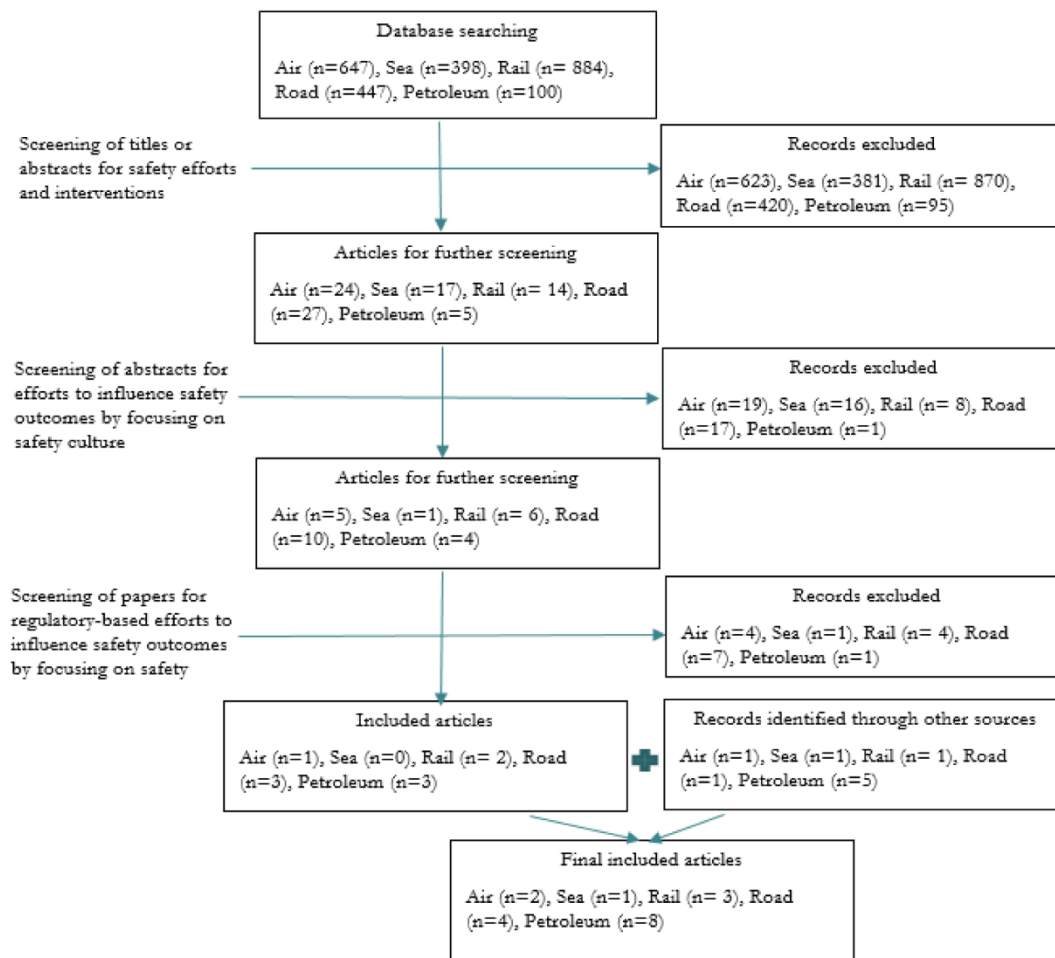 Database searching
Air (n=647), Sea (n=398), Rail (n= 884),
Road (n=447), Petroleum (n=100)
Screening of titles or
abstracts for safety efforts
and interventions
Records excluded
Air (n=623), Sea (n=381), Rail (n= 870),
Road (n=420), Petroleum (n=95)
Articles for further screening
Air (n=24), Sea (n=17), Rail (n= 14), Road
(n=27), Petroleum (n=5)
Screening of abstracts for
efforts to influence safety
outcomes by focusing on
safety culture
Records excluded
Air (n=19), Sea (n=16), Rail (n= 8), Road
(n=17), Petroleum (n=1)
Articles for further screening
Air (n=5), Sea (n=1), Rail (n= 6), Road
(n=10), Petroleum (n=4)
Screening of papers for
regulatory-based efforts to
influence safety outcomes
by focusing on safety
Records excluded
Air (n=4), Sea (n=1), Rail (n= 4), Road
(n=7), Petroleum (n=1)
Included articles
Air (n=1), Sea (n=0), Rail (n= 2), Road
(n=3), Petroleum (n=3)
Records identified through other sources
Air (n=1), Sea (n=1), Rail (n= 1), Road
(n=1), Petroleum (n=5)
Final included articles
Air (n=2), Sea (n=1), Rail (n= 3), Road
(n=4), Petroleum (n=8)